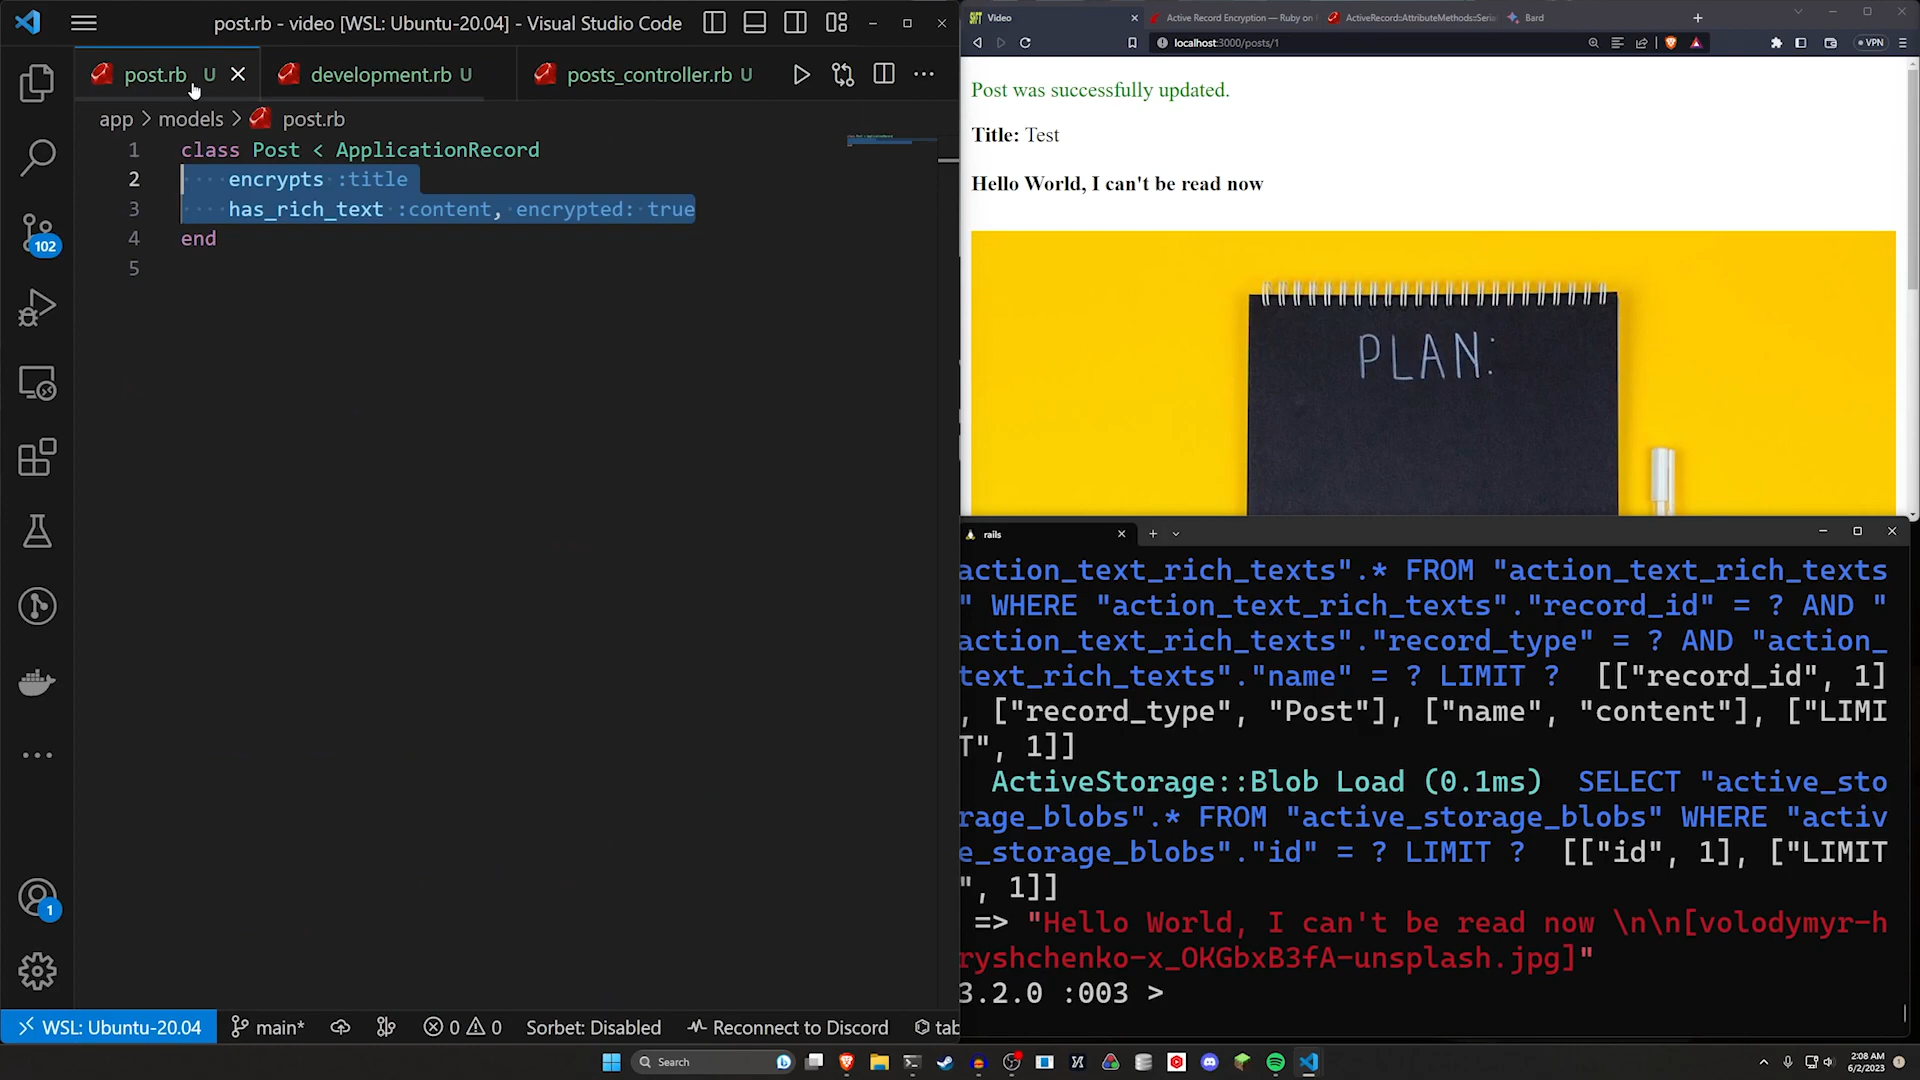 post.rb - video [WSL: Ubuntu-20.04] - Visual Studio Code
post.rb U
development.rb U
posts_controller.rb U
app > models > post.rb
1 class Post < ApplicationRecord
2 encrypts :title
3 has_rich_text :content, encrypted: true
4 end
5
102
1
WSL: Ubuntu-20.04
main*
0 0
Sorbet: Disabled
Reconnect to Discord
tab
Video
Active Record Encryption — Ruby on
ActiveRecord::AttributeMethods::Seri
Bard
localhost:3000/posts/1
VPN
Post was successfully updated.
Title: Test
Hello World, I can't be read now
PLAN:
rails
action_text_rich_texts".* FROM "action_text_rich_texts
" WHERE "action_text_rich_texts"."record_id" = ? AND "
action_text_rich_texts"."record_type" = ? AND "action_
text_rich_texts"."name" = ? LIMIT ? [["record_id", 1]
, ["record_type", "Post"], ["name", "content"], ["LIMI
T", 1]]
ActiveStorage::Blob Load (0.1ms) SELECT "active_sto
rage_blobs".* FROM "active_storage_blobs" WHERE "activ
e_storage_blobs"."id" = ? LIMIT ? [["id", 1], ["LIMIT
", 1]]
=> "Hello World, I can't be read now \n\n[volodymyr-h
ryshchenko-x_OKGbxB3fA-unsplash.jpg]"
3.2.0 :003 >
Search
2:08 AM
6/2/2023